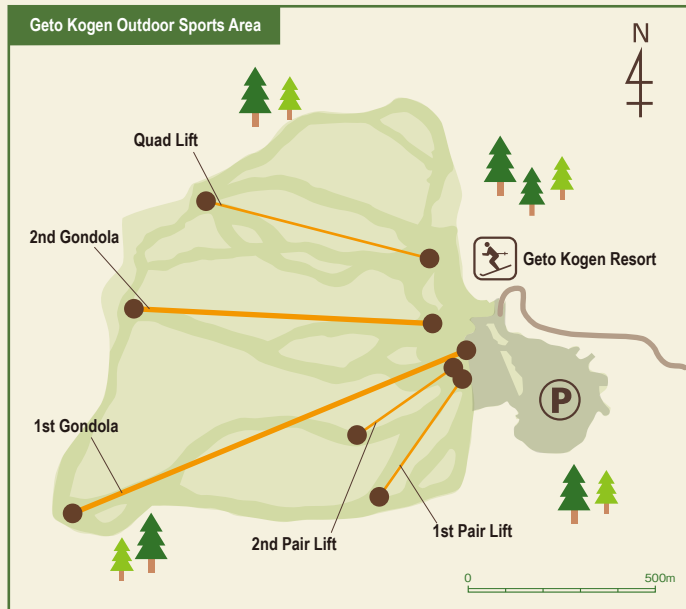 Geto Kogen Outdoor Sports Area
N
Quad Lift
2nd Gondola
Geto Kogen Resort
P
1st Gondola
1st Pair Lift
2nd Pair Lift
0 500m